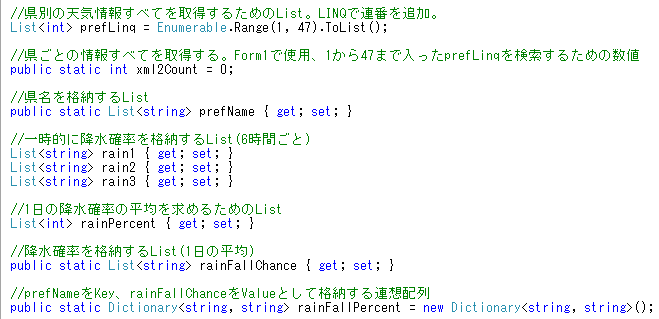 //県別の天気情報すべてを取得するためのList。LINQで連番を追加。
List<int> prefLinq = Enumerable.Range(1, 47).ToList();
//県ごとの情報すべてを取得する。Form1で使用、1から47まで入ったprefLinqを検索するための数値
public static int xml2Count = 0;
//県名を格納するList
public static List<string> prefName { get; set; }
//一時的に降水確率を格納するList(6時間ごと)
List<string> rain1 { get; set; }
List<string> rain2 { get; set; }
List<string> rain3 { get; set; }
//1日の降水確率の平均を求めるためのList
List<int> rainPercent { get; set; }
//降水確率を格納するList(1日の平均)
public static List<string> rainFallChance { get; set; }
//prefNameをKey、rainFallChanceをValueとして格納する連想配列
public static Dictionary<string, string> rainFallPercent = new Dictionary<string, string>();